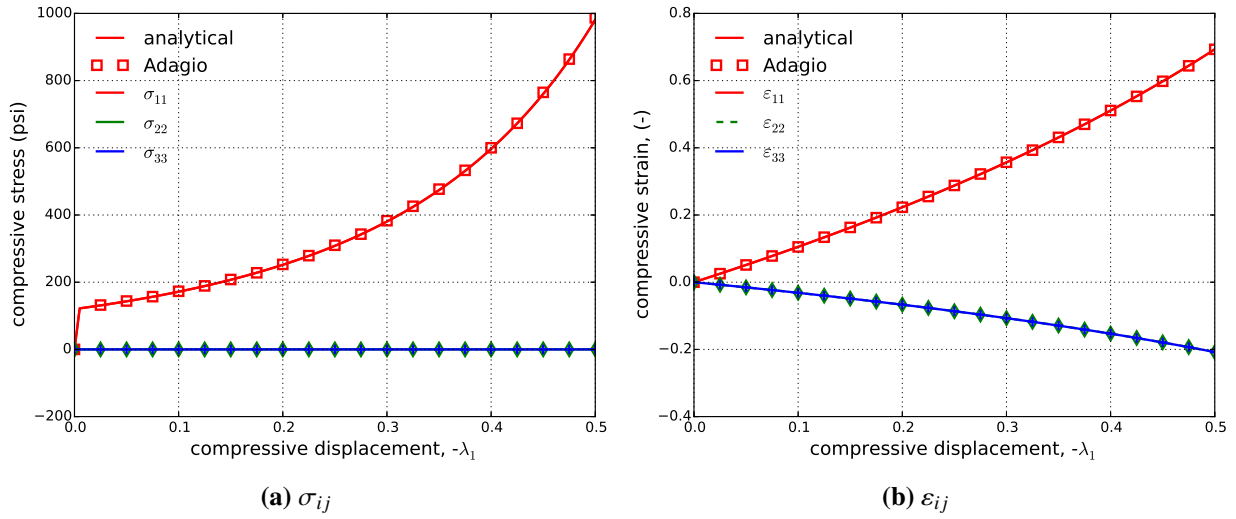 1000
800
600
400
200
0
−200
0.0 0.1 0.2 0.3 0.4 0.5
compressive stress (psi)
compressive displacement, -λ₁
analytical
Adagio
σ₁₁
σ₂₂
σ₃₃
(a) σᵢⱼ
0.8
0.6
0.4
0.2
0.0
−0.2
−0.4
0.0 0.1 0.2 0.3 0.4 0.5
compressive strain, (-)
compressive displacement, -λ₁
analytical
Adagio
ε₁₁
ε₂₂
ε₃₃
(b) εᵢⱼ